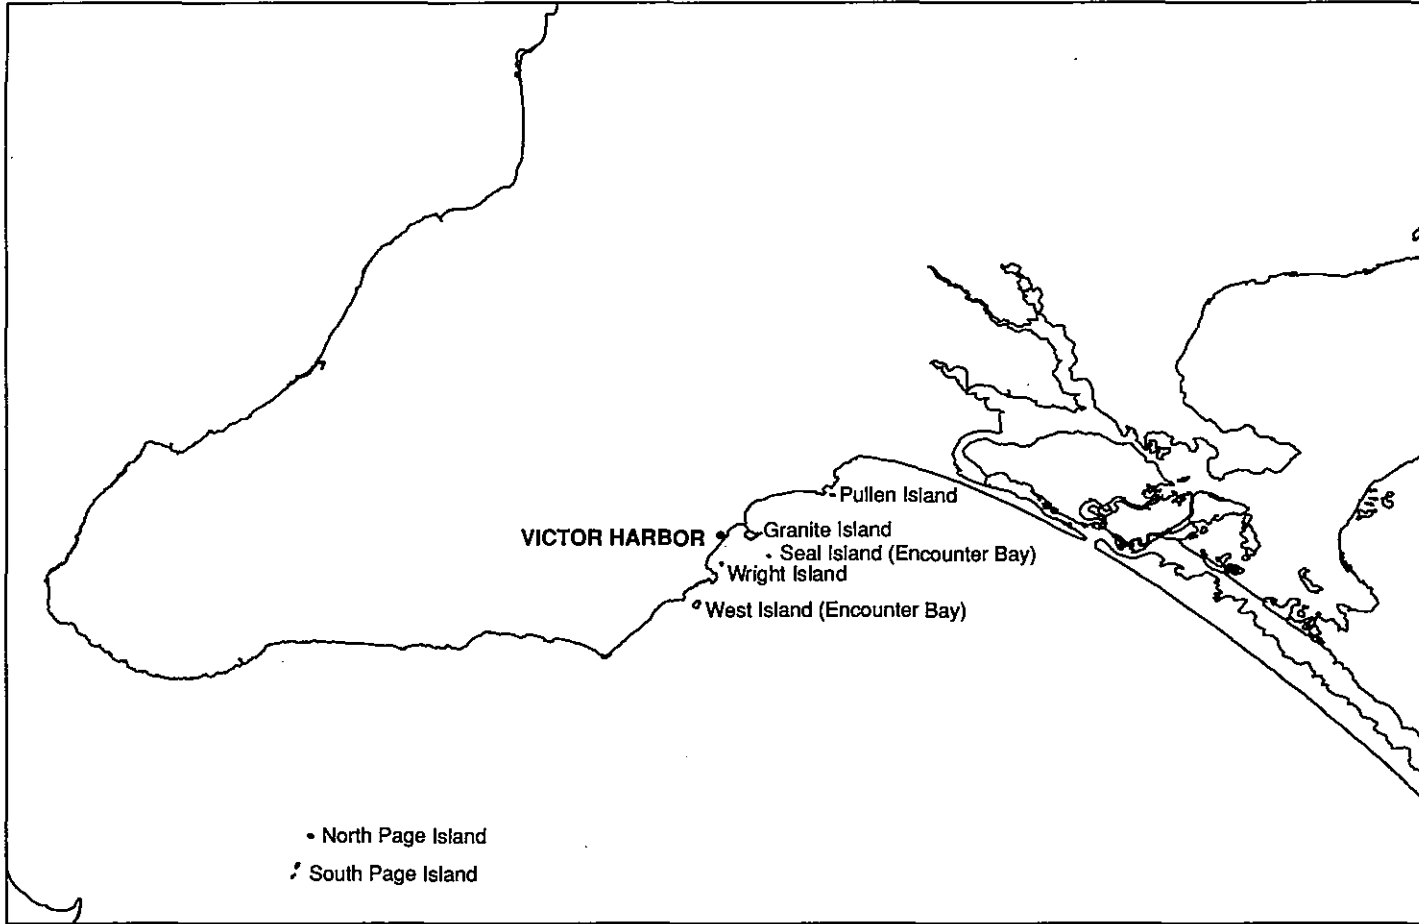 Pullen Island
VICTOR HARBOR
Granite Island
Seal Island (Encounter Bay)
Wright Island
West Island (Encounter Bay)
North Page Island
South Page Island